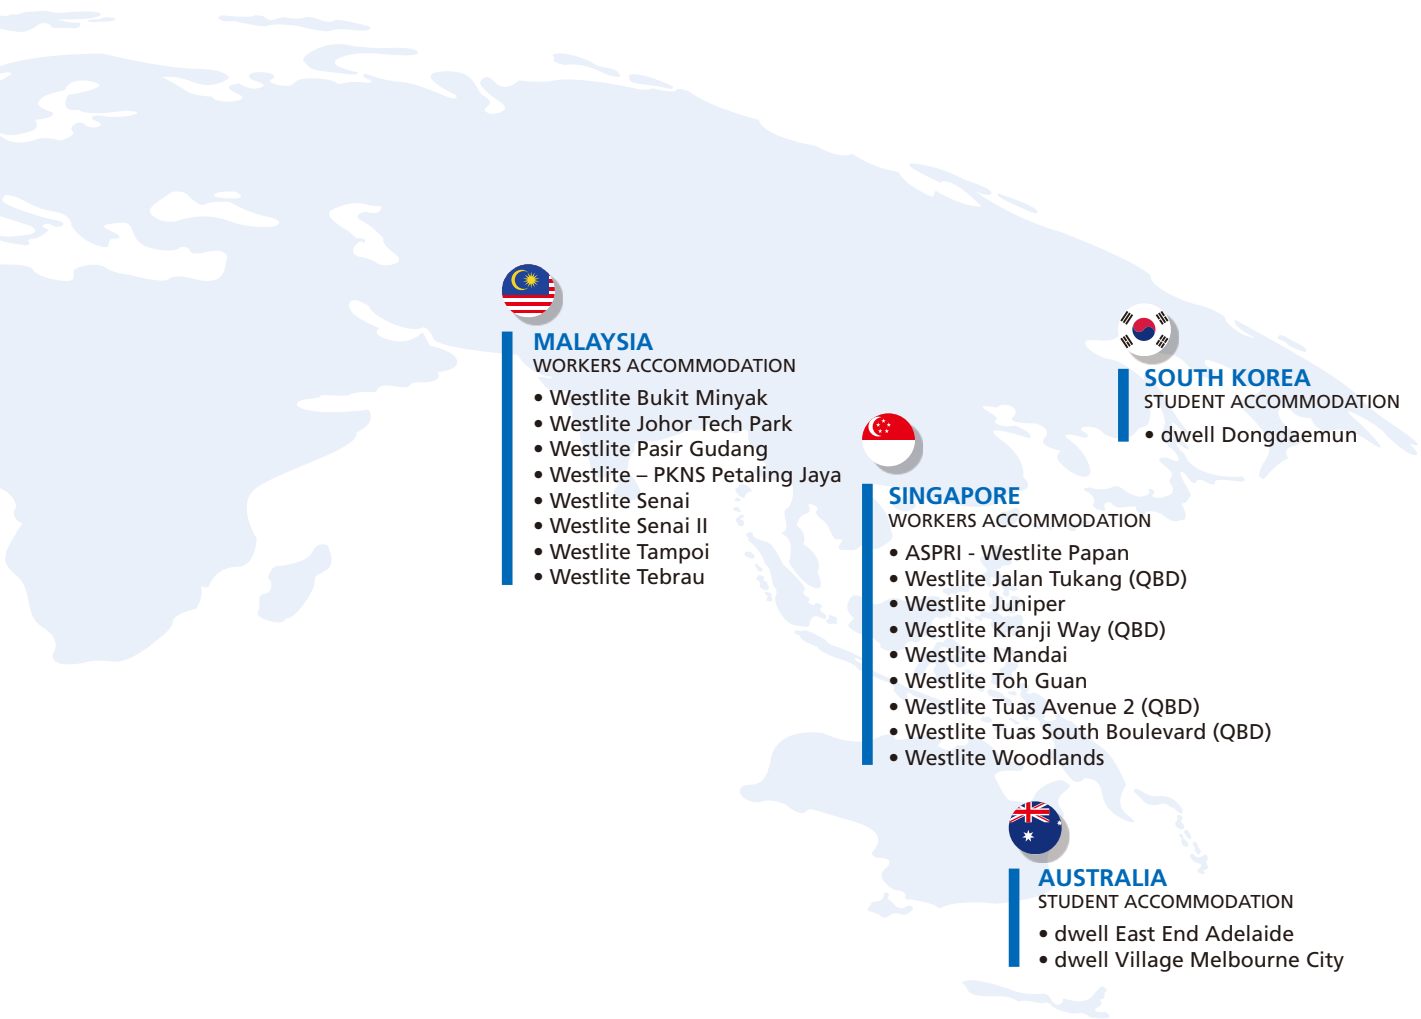 MALAYSIA
WORKERS ACCOMMODATION
• Westlite Bukit Minyak
• Westlite Johor Tech Park
• Westlite Pasir Gudang
• Westlite – PKNS Petaling Jaya
• Westlite Senai
• Westlite Senai II
• Westlite Tampoi
• Westlite Tebrau
SOUTH KOREA
STUDENT ACCOMMODATION
• dwell Dongdaemun
SINGAPORE
WORKERS ACCOMMODATION
• ASPRI - Westlite Papan
• Westlite Jalan Tukang (QBD)
• Westlite Juniper
• Westlite Kranji Way (QBD)
• Westlite Mandai
• Westlite Toh Guan
• Westlite Tuas Avenue 2 (QBD)
• Westlite Tuas South Boulevard (QBD)
• Westlite Woodlands
AUSTRALIA
STUDENT ACCOMMODATION
• dwell East End Adelaide
• dwell Village Melbourne City